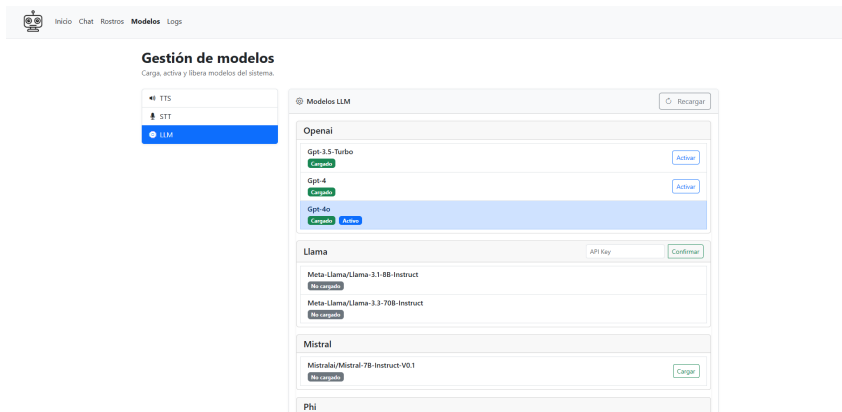 Inicio Chat Rostros Modelos Logs
Gestión de modelos
Carga, activa y libera modelos del sistema.
TTS
STT
LLM
Modelos LLM
Recargar
Openai
Gpt-3.5-Turbo
Activar
Cargado
Gpt-4
Activar
Cargado
Gpt-4o
Cargado Activo
Llama
API Key
Confirmar
Meta-Llama/Llama-3.1-8B-Instruct
No cargado
Meta-Llama/Llama-3.3-70B-Instruct
No cargado
Mistral
Mistralai/Mistral-7B-Instruct-V0.1
Cargar
No cargado
Phi